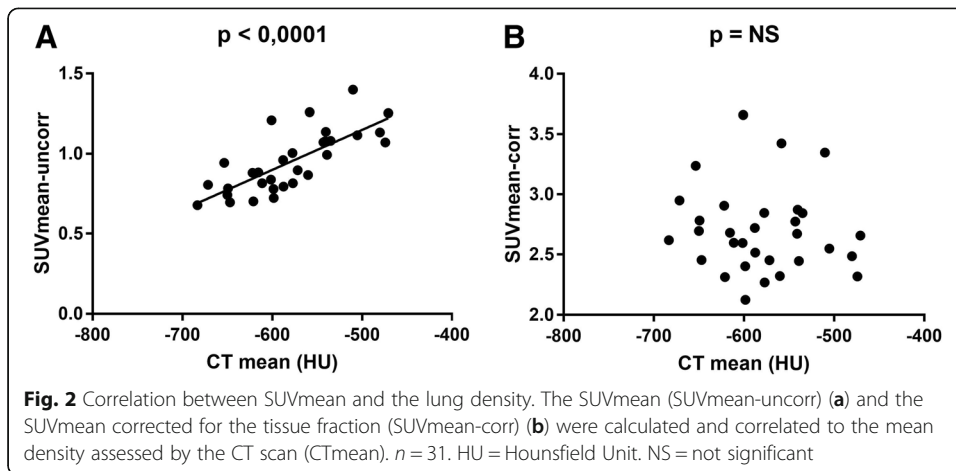 A
p < 0,0001
SUVmean-uncorr
1.5
1.0
0.5
0.0
-800
-700
-600
-500
-400
CT mean (HU)
B
p = NS
SUVmean-corr
4.0
3.5
3.0
2.5
2.0
-800
-700
-600
-500
-400
CT mean (HU)
Fig. 2 Correlation between SUVmean and the lung density. The SUVmean (SUVmean-uncorr) (a) and the
SUVmean corrected for the tissue fraction (SUVmean-corr) (b) were calculated and correlated to the mean
density assessed by the CT scan (CTmean). n = 31. HU = Hounsfield Unit. NS = not significant